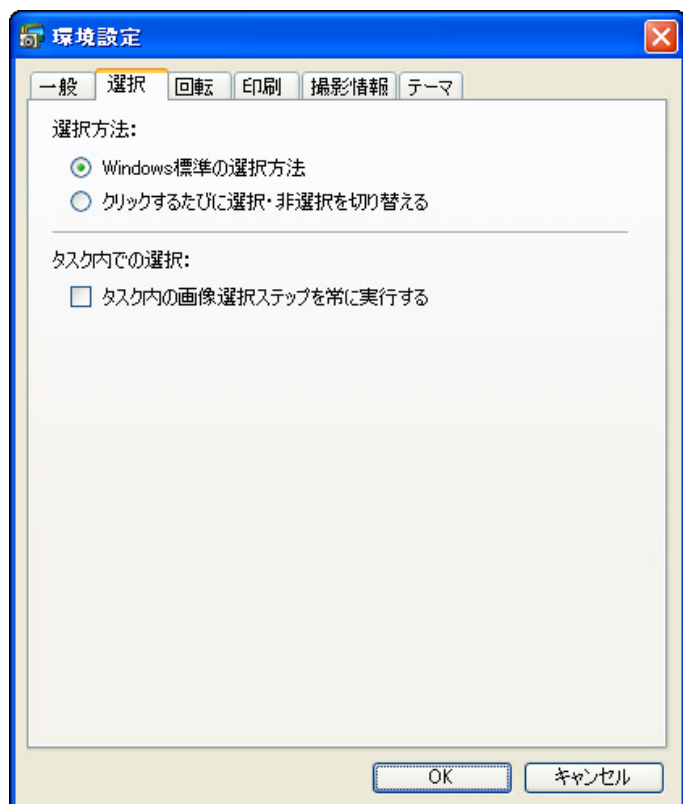 環境設定
一般 選択 回転 印刷 撮影情報 テーマ
選択方法:
Windows標準の選択方法
クリックするたびに選択・非選択を切り替える
タスク内での選択:
タスク内の画像選択ステップを常に実行する
OK キャンセル